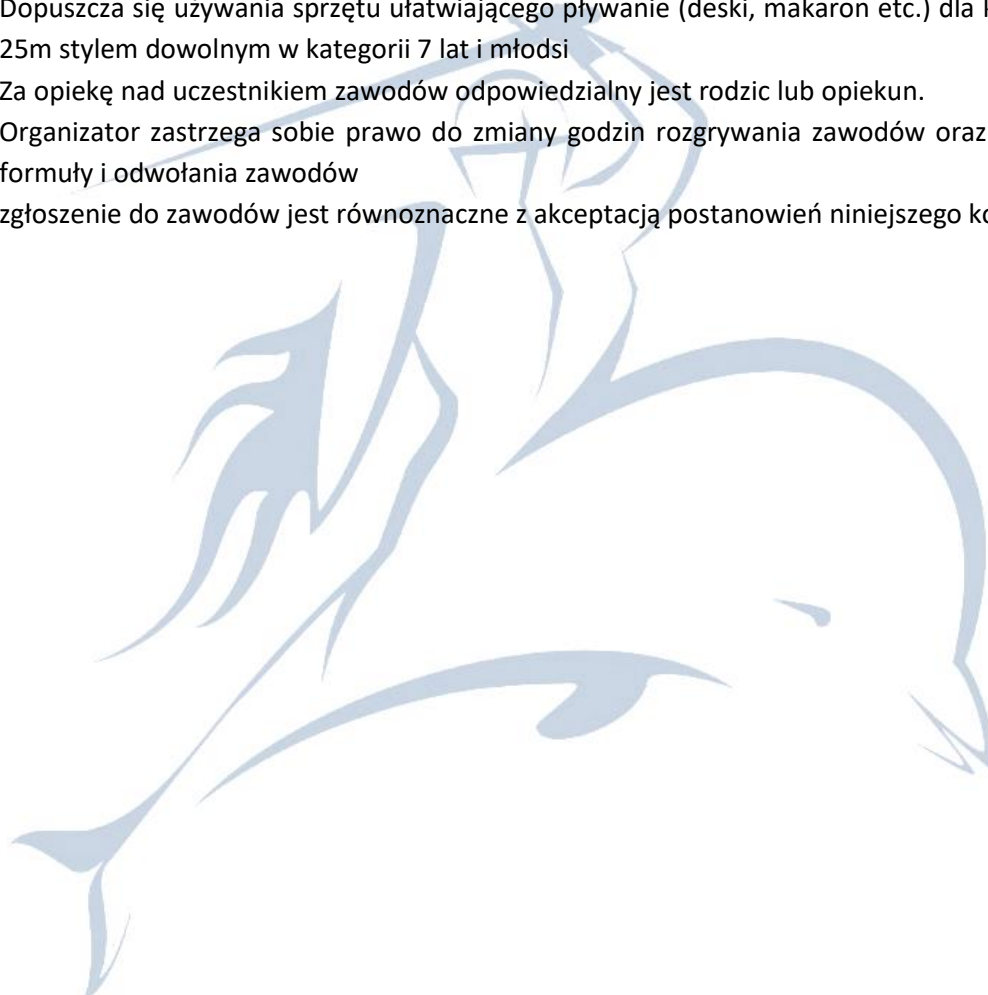 Dopuszcza się używania sprzętu ułatwiającego pływanie (deski, makaron etc.) dla
25m stylem dowolnym w kategorii 7 lat i młodsi
Za opiekę nad uczestnikiem zawodów odpowiedzialny jest rodzic lub opiekun.
Organizator zastrzega sobie prawo do zmiany godzin rozgrywania zawodów oraz
formuły i odwołania zawodów
zgłoszenie do zawodów jest równoznaczne z akceptacją postanowień niniejszego